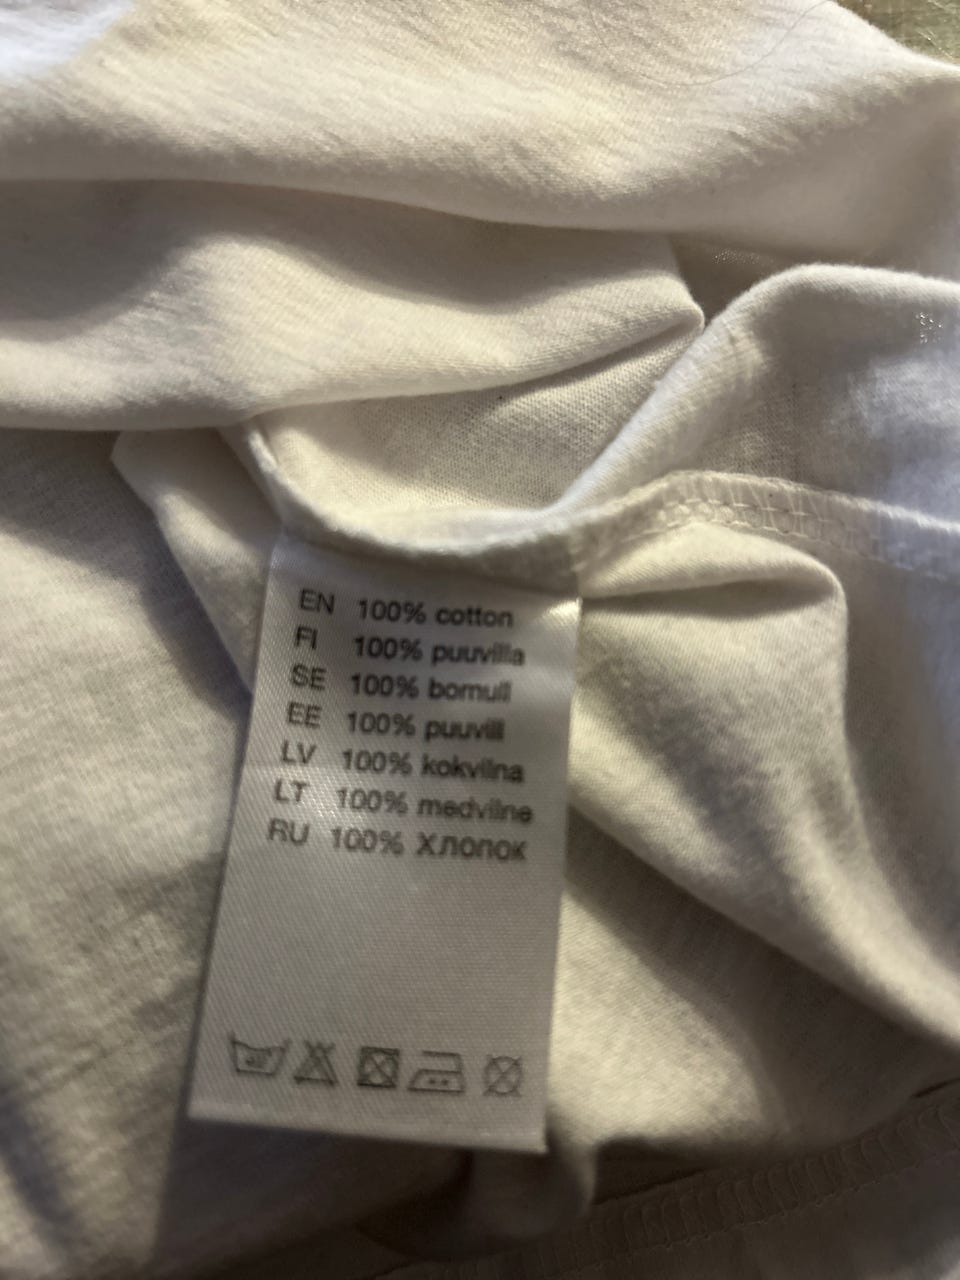 EN 100% cotton
FI 100% puuvilla
SE 100% bomull
EE 100% puuvill
LV 100% kokvilna
LT 100% medvilne
RU 100% Хлопок